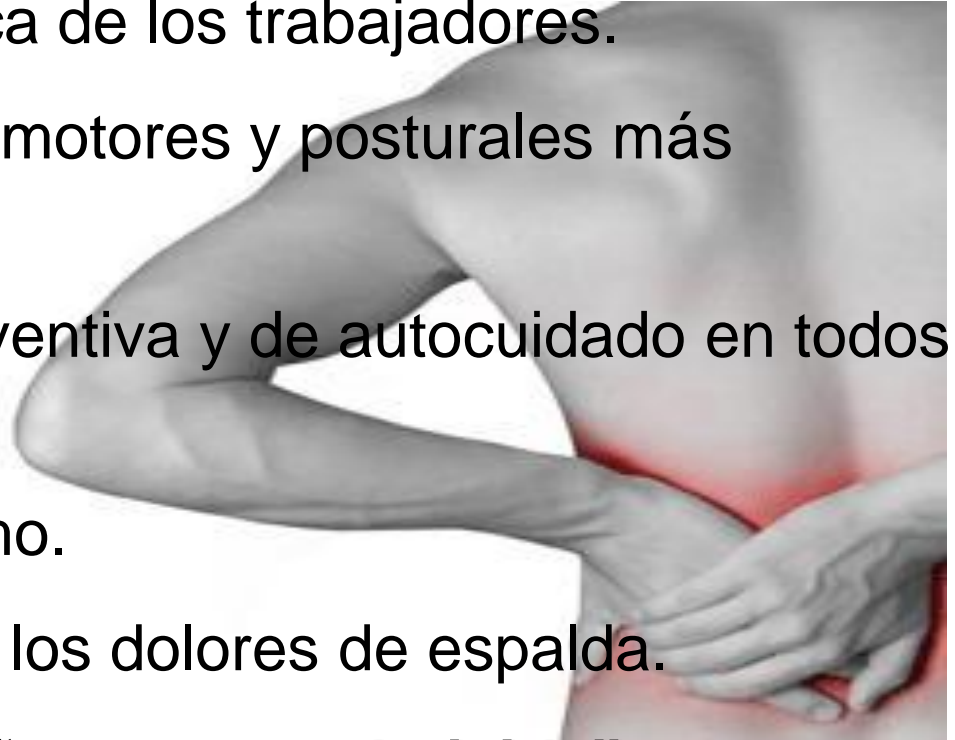 ca de los trabajadores.
motores y posturales más
ventiva y de autocuidado en todos
no.
los dolores de espalda.